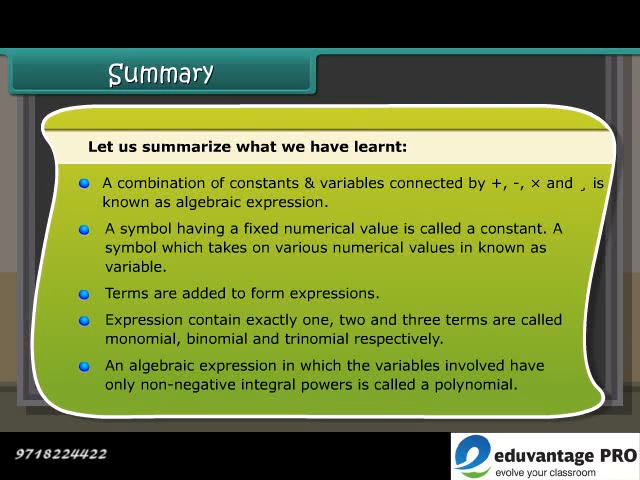 Summary
Let us summarize what we have learnt:
A combination of constants & variables connected by +, -, × and ¸ is
known as algebraic expression.
A symbol having a fixed numerical value is called a constant. A
symbol which takes on various numerical values in known as
variable.
Terms are added to form expressions.
Expression contain exactly one, two and three terms are called
monomial, binomial and trinomial respectively.
An algebraic expression in which the variables involved have
only non-negative integral powers is called a polynomial.
9718224422
eduvantage PRO
evolve your classroom